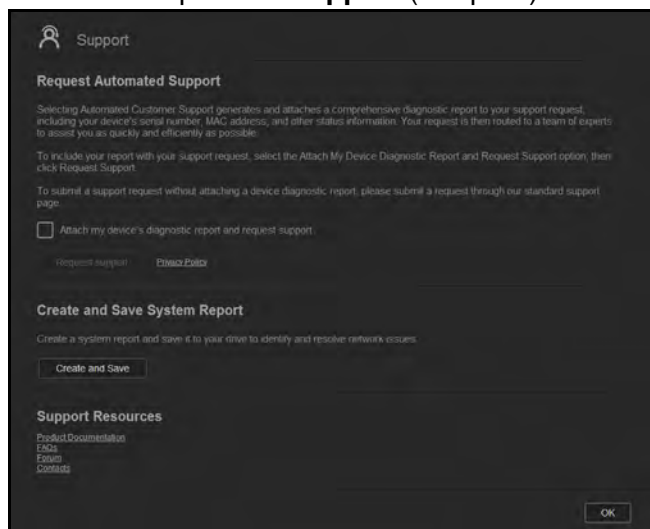 Support
Request Automated Support
Selecting Automated Customer Support generates and attaches a comprehensive diagnostic report to your support request,
including your device's serial number, MAC address, and other status information. Your request is then routed to a team of experts
to assist you as quickly and efficiently as possible.
To include your report with your support request, select the Attach My Device Diagnostic Report and Request Support option, then
click Request Support.
To submit a support request without attaching a device diagnostic report, please submit a request through our standard support
page.
Attach my device's diagnostic report and request support.
Request support Privacy Policy
Create and Save System Report
Create a system report and save it to your drive to identify and resolve network issues.
Create and Save
Support Resources
Product Documentation
FAQs
Forum
Contacts
OK